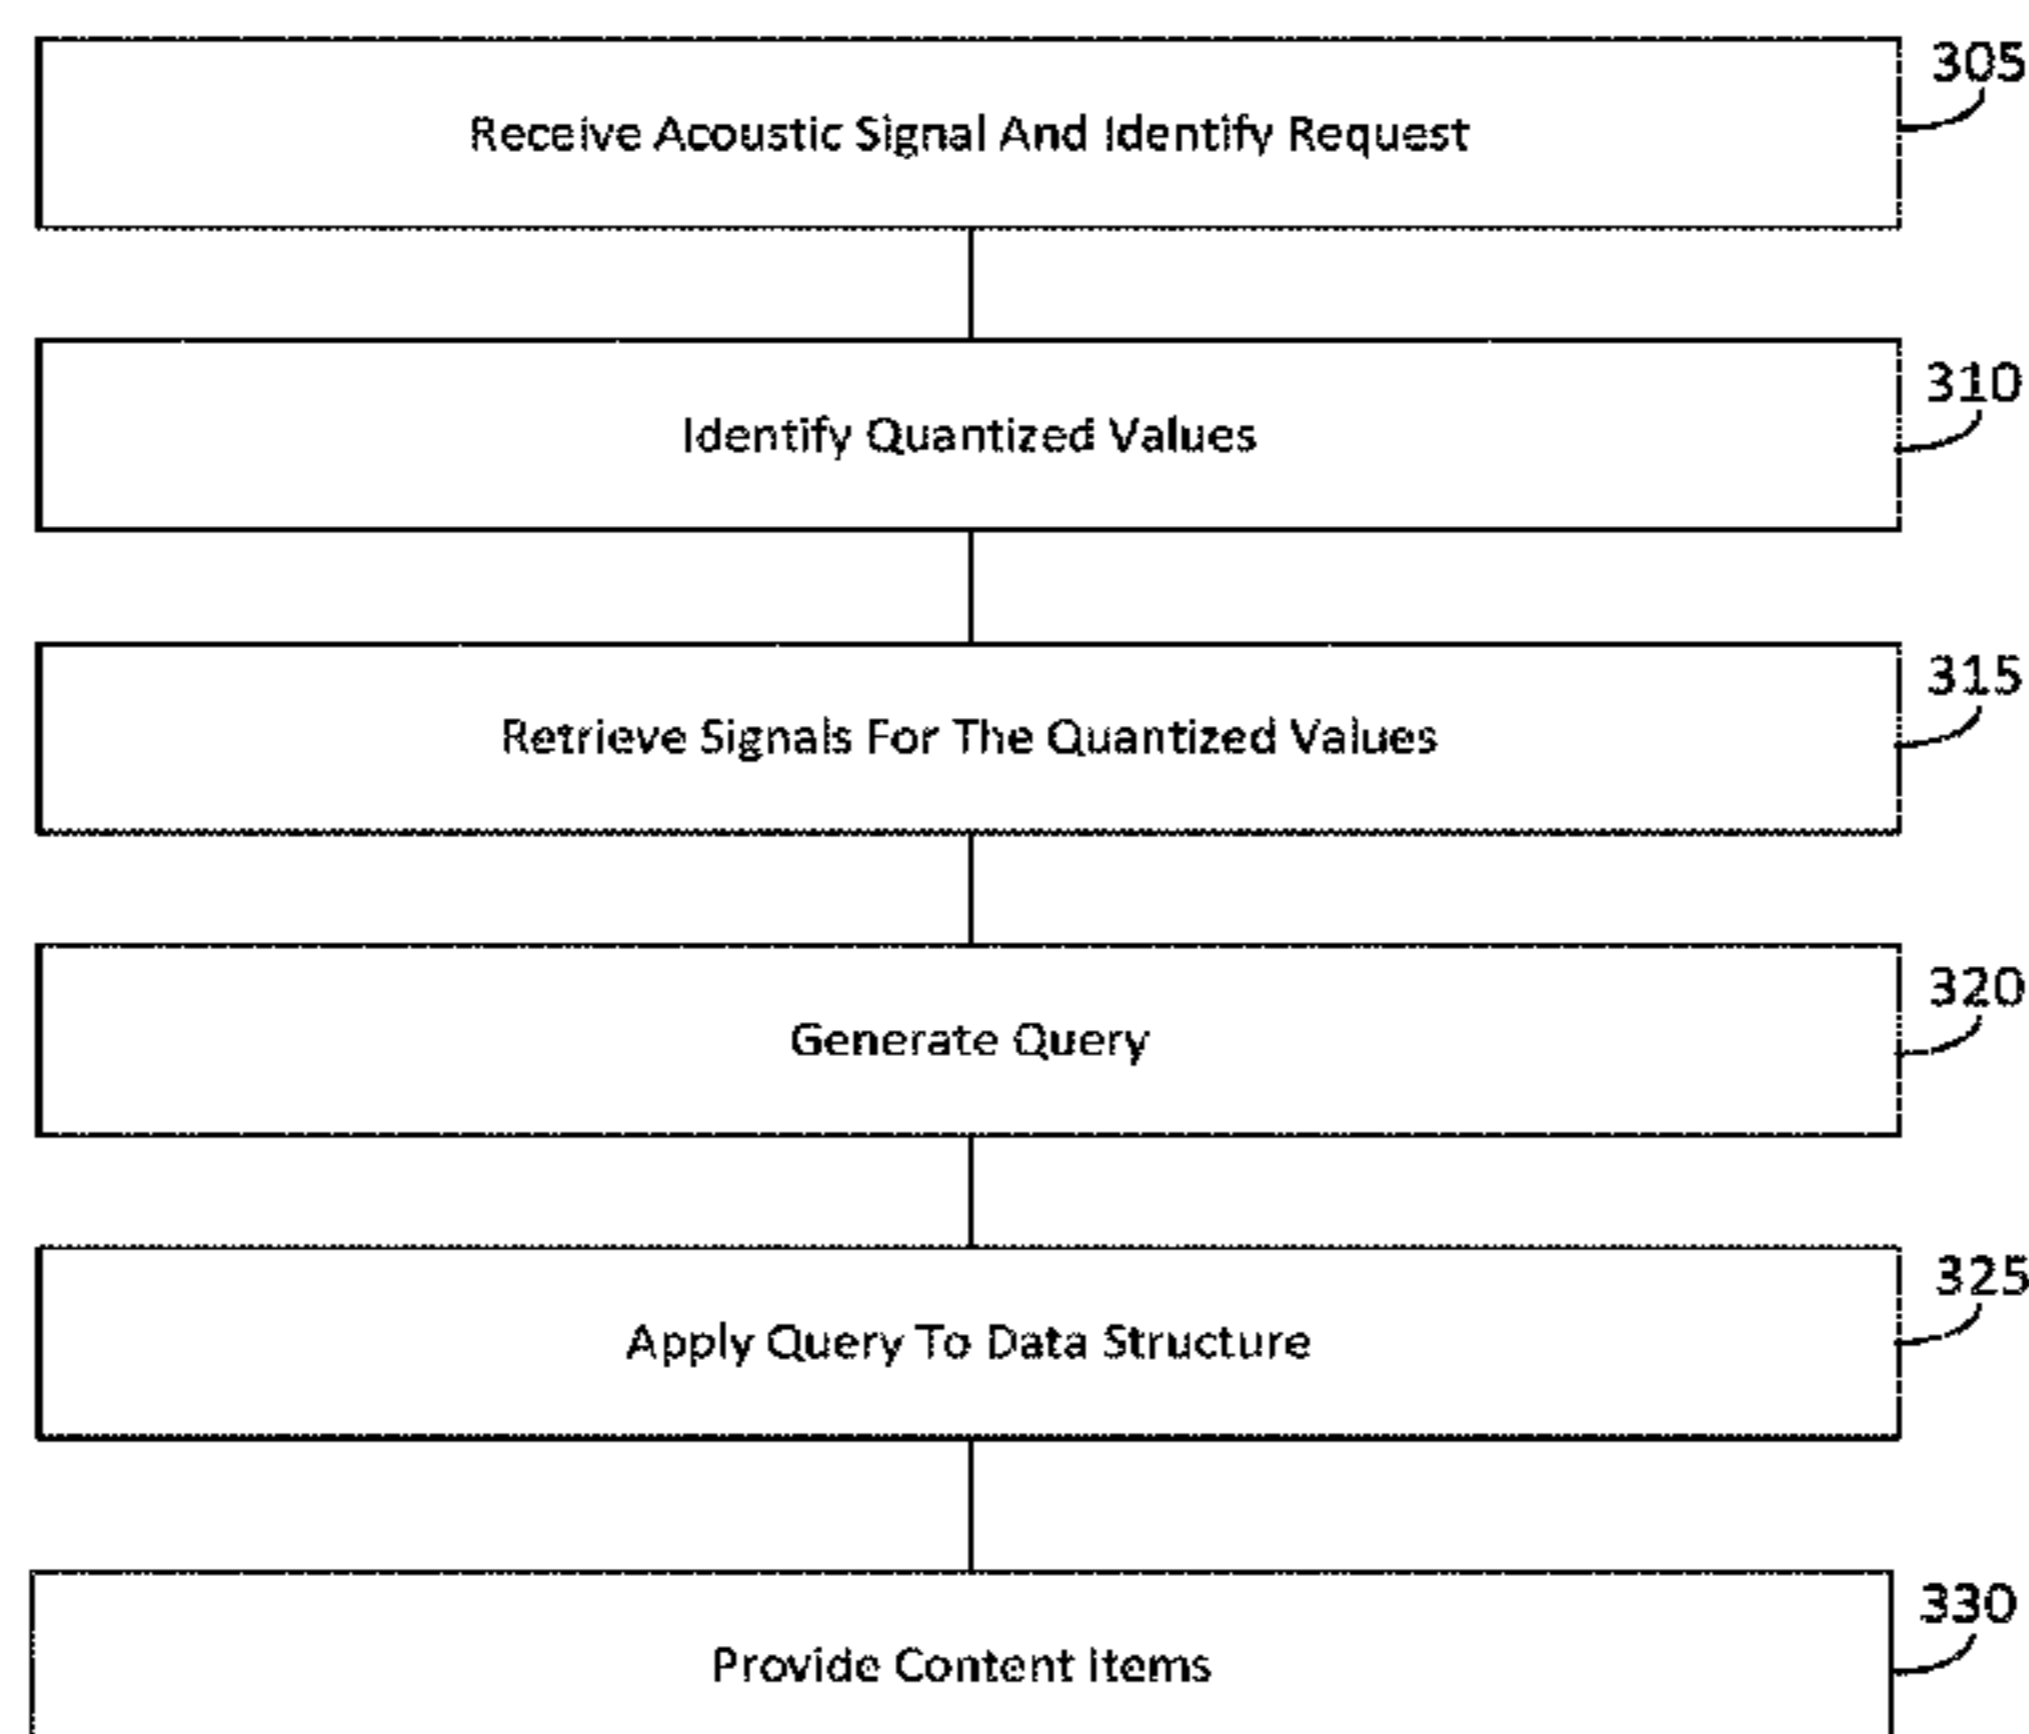 305
Receive Acoustic Signal And Identify Request
310
Identify Quantized Values
315
Retrieve Signals For The Quantized Values
320
Generate Query
325
Apply Query To Data Structure
330
Provide Content Items